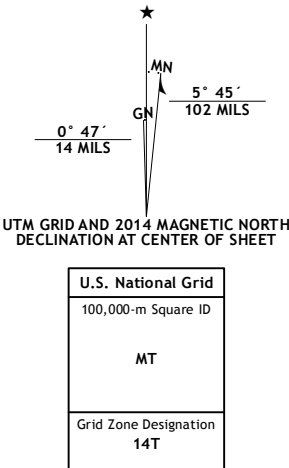 ★
MN
5° 45´
102 MILS
GN
0° 47´
14 MILS
UTM GRID AND 2014 MAGNETIC NORTH
DECLINATION AT CENTER OF SHEET
U.S. National Grid
100,000-m Square ID
MT
Grid Zone Designation
14T